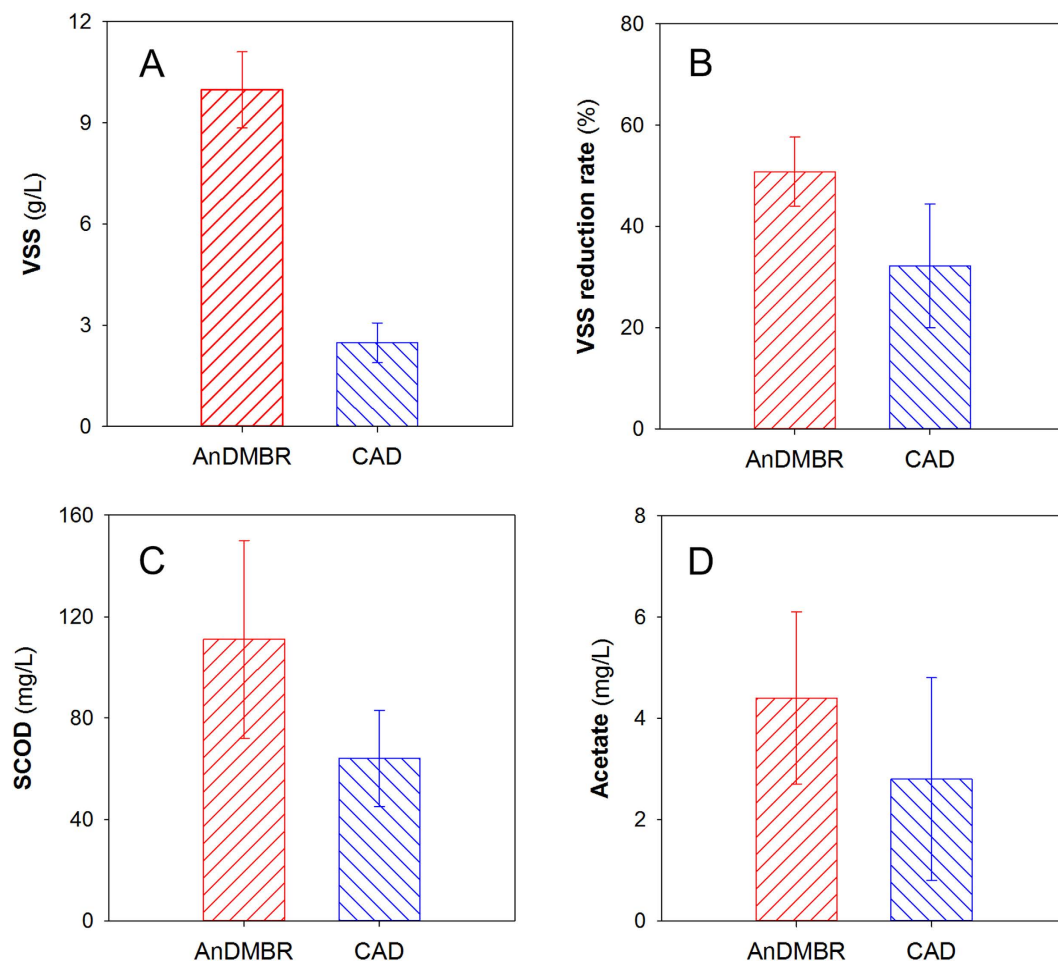 A
VSS (g/L)
12
9
6
3
0
AnDMBR CAD
B
VSS reduction rate (%)
80
60
40
20
0
AnDMBR CAD
C
SCOD (mg/L)
160
120
80
40
0
AnDMBR CAD
D
Acetate (mg/L)
8
6
4
2
0
AnDMBR CAD